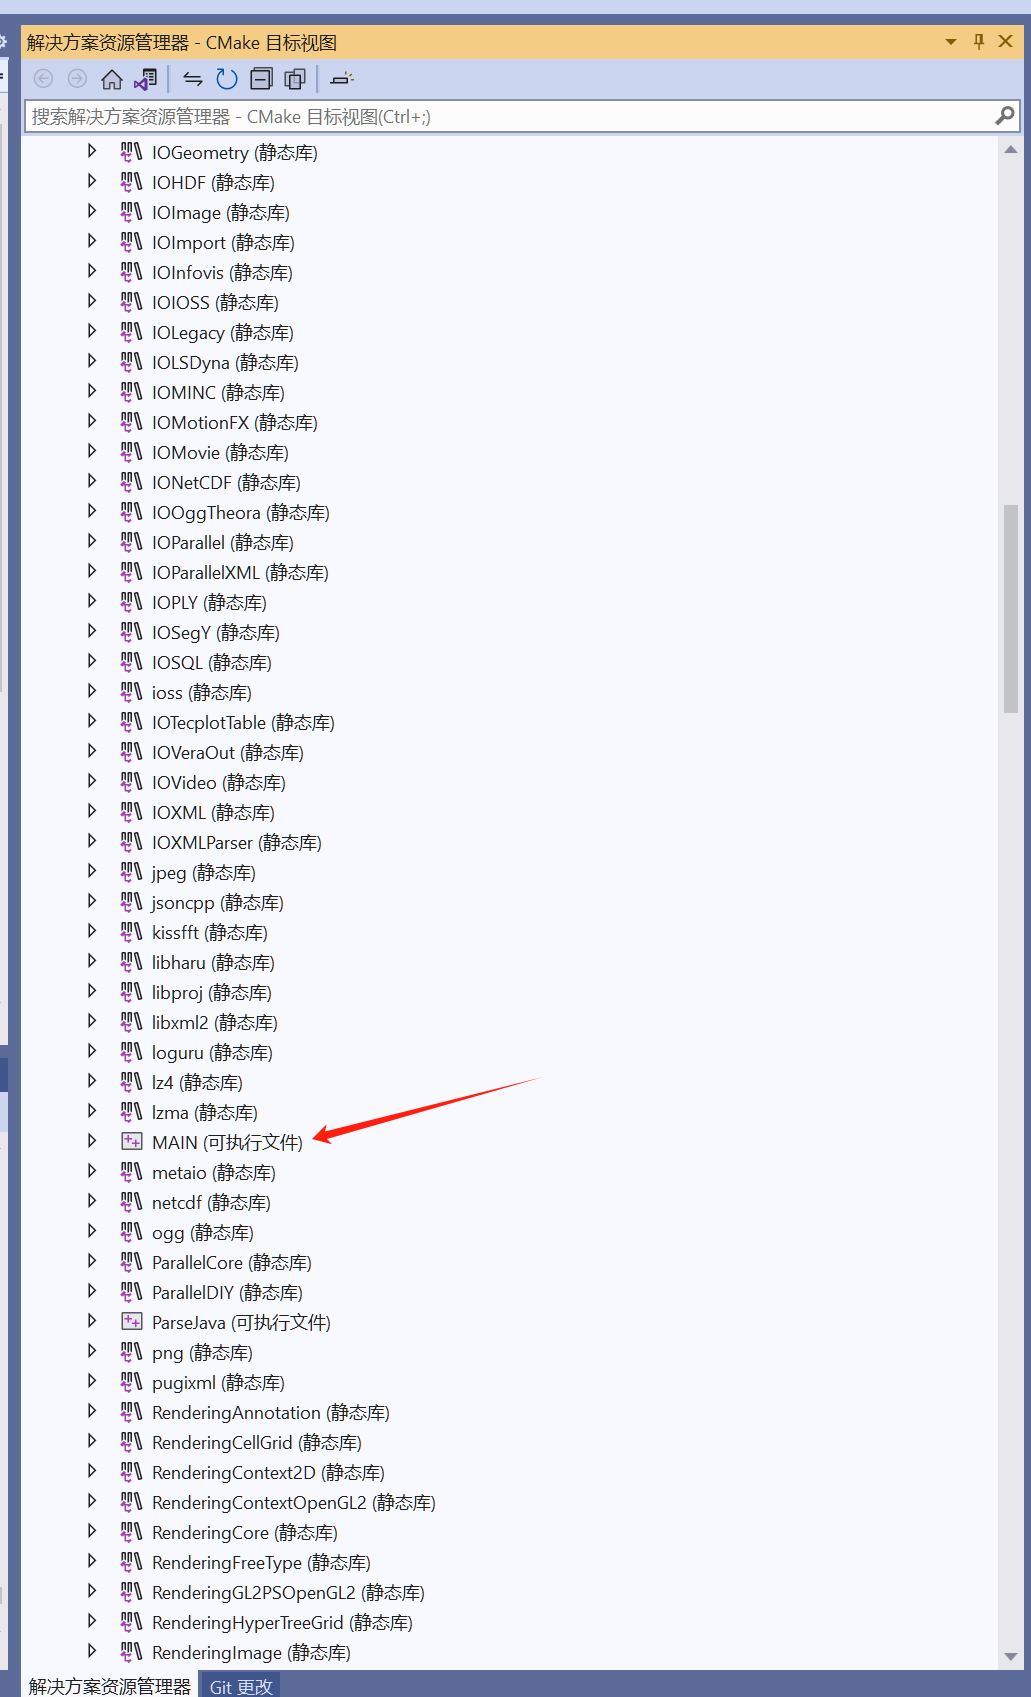 解决方案资源管理器 - CMake 目标视图
搜索解决方案资源管理器 - CMake 目标视图(Ctrl+;)
IOGeometry (静态库)
IOHDF (静态库)
IOImage (静态库)
IOImport (静态库)
IOInfovis (静态库)
IOIOSS (静态库)
IOLegacy (静态库)
IOLSDyna (静态库)
IOMINC (静态库)
IOMotionFX (静态库)
IOMovie (静态库)
IONetCDF (静态库)
IOOggTheora (静态库)
IOParallel (静态库)
IOParallelXML (静态库)
IOPLY (静态库)
IOSegY (静态库)
IOSQL (静态库)
ioss (静态库)
IOTecplotTable (静态库)
IOVeraOut (静态库)
IOVideo (静态库)
IOXML (静态库)
IOXMLParser (静态库)
jpeg (静态库)
jsoncpp (静态库)
kissfft (静态库)
libharu (静态库)
libproj (静态库)
libxml2 (静态库)
loguru (静态库)
lz4 (静态库)
lzma (静态库)
MAIN (可执行文件)
metaio (静态库)
netcdf (静态库)
ogg (静态库)
ParallelCore (静态库)
ParallelDIY (静态库)
ParseJava (可执行文件)
png (静态库)
pugixml (静态库)
RenderingAnnotation (静态库)
RenderingCellGrid (静态库)
RenderingContext2D (静态库)
RenderingContextOpenGL2 (静态库)
RenderingCore (静态库)
RenderingFreeType (静态库)
RenderingGL2PSOpenGL2 (静态库)
RenderingHyperTreeGrid (静态库)
RenderingImage (静态库)
解决方案资源管理器 Git 更改